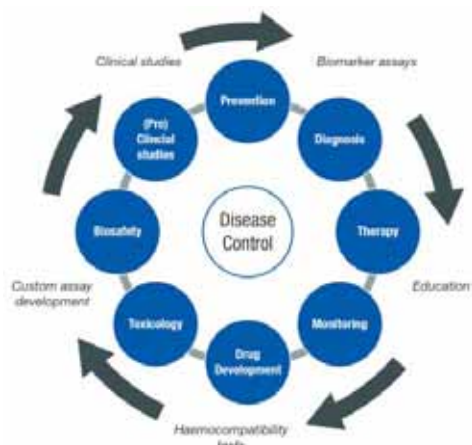 Clinical studies
Biomarker assays
Prevention
(Pre)
Clinical
studies
Diagnosis
Biosafety
Disease
Control
Therapy
Custom assay
development
Education
Toxicology
Monitoring
Drug
Development
Haemocompatibility
tests